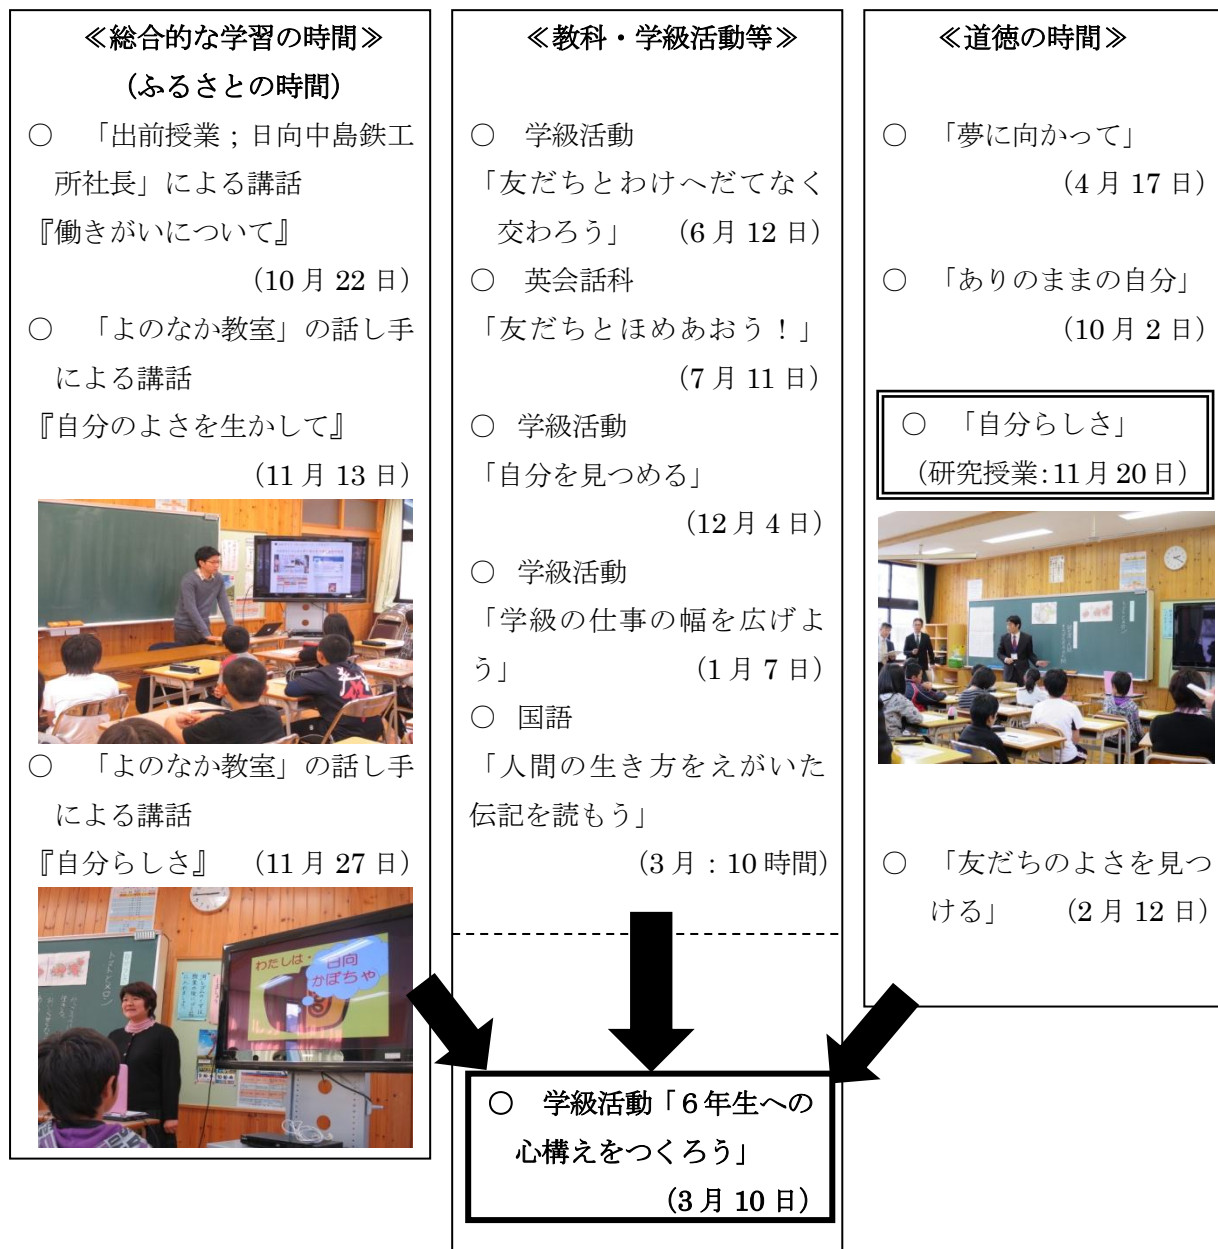 ≪総合的な学習の時間≫
(ふるさとの時間)
○ 「出前授業；日向中島鉄工
所社長」による講話
『働きがいについて』
(10月22日)
○ 「よのなか教室」の話し手
による講話
『自分のよさを生かして』
(11月13日)
○ 「よのなか教室」の話し手
による講話
『自分らしさ』 (11月27日)
わたしは・
日向
かぼちゃ
≪教科・学級活動等≫
○ 学級活動
「友だちとわけへだてなく
交わろう」 (6月12日)
○ 英会話科
「友だちとほめあおう！」
(7月11日)
○ 学級活動
「自分を見つめる」
(12月4日)
○ 学級活動
「学級の仕事の幅を広げよ
う」 (1月7日)
○ 国語
「人間の生き方をえがいた
伝記を読もう」
(3月：10時間)
○ 学級活動「６年生への
心構えをつくろう」
(3月10日)
≪道徳の時間≫
○ 「夢に向かって」
(4月17日)
○ 「ありのままの自分」
(10月2日)
○ 「自分らしさ」
(研究授業：11月20日)
○ 「友だちのよさを見つ
ける」 (2月12日)